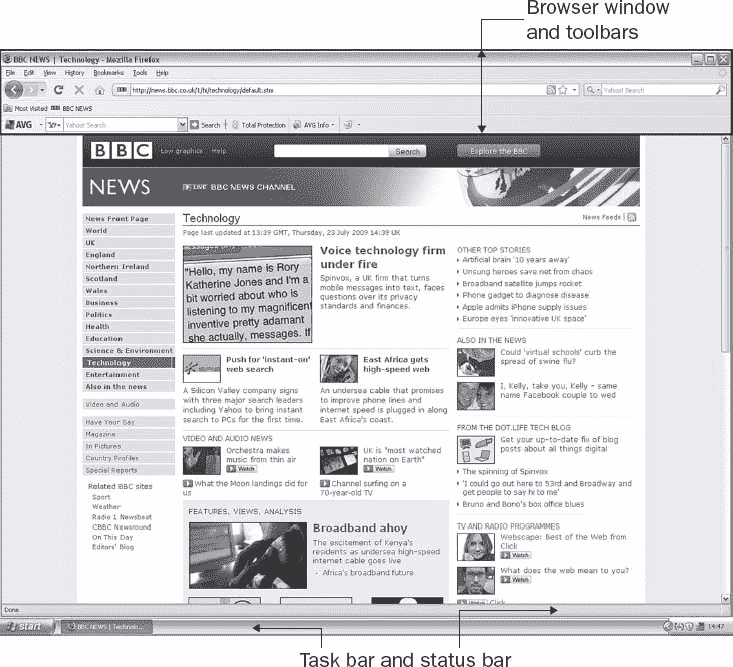 Browser window
and toolbars
BBC NEWS | Technology - Mozilla Firefox
File Edit View History Bookmarks Tools Help
http://news.bbc.co.uk/1/hi/technology/default.stm
Yahoo! Search
Most Visited BBC NEWS
AVG Yahoo! Search Search Total Protection AVG Info
BBC Low graphics Help Search Explore the BBC
NEWS LIVE BBC NEWS CHANNEL
News Front Page
World
UK
England
Northern Ireland
Scotland
Wales
Business
Politics
Health
Education
Science & Environment
Technology
Entertainment
Also in the news
Video and Audio
Have Your Say
Magazine
In Pictures
Country Profiles
Special Reports
Related BBC sites
Sport
Weather
Radio 1 Newsbeat
CBBC Newsround
On This Day
Editors' Blog
Technology
News Feeds
Page last updated at 13:39 GMT, Thursday, 23 July 2009 14:39 UK
"Hello, my name is Rory
Katherine Jones and I'm a
bit worried about who is
listening to my magnificent
inventive pretty adamant
she actually, messages. If
Voice technology firm
under fire
Spinvox, a UK firm that turns
mobile messages into text, faces
questions over its privacy
standards and finances.
Push for 'instant-on'
web search
A Silicon Valley company signs
with three major search leaders
including Yahoo to bring instant
search to PCs for the first time.
East Africa gets
high-speed web
An undersea cable that promises
to improve phone lines and
internet speed is plugged in along
East Africa's coast.
VIDEO AND AUDIO NEWS
Orchestra makes
music from thin air
Watch
UK is "most watched
nation on Earth"
Watch
What the Moon landings did for
us
Channel surfing on a
70-year-old TV
FEATURES, VIEWS, ANALYSIS
Broadband ahoy
The excitement of Kenya's
residents as undersea high-speed
internet cable goes live
- Africa's broadband future
OTHER TOP STORIES
Artificial brain '10 years away'
Unsung heroes save net from chaos
Broadband satellite jumps rocket
Phone gadget to diagnose disease
Apple admits iPhone supply issues
Europe eyes 'innovative UK space'
ALSO IN THE NEWS
Could 'virtual schools' curb the
spread of swine flu?
I, Kelly, take you, Kelly - same
name Facebook couple to wed
FROM THE DOT.LIFE TECH BLOG
Get your up-to-date fix of blog
posts about all things digital
The spinning of Spinvox
'I could go out here to 53rd and Broadway and
get people to say hi to me'
Bruno and Bono's box office blues
TV AND RADIO PROGRAMMES
Webscape: Best of the Web from
Click
Watch
What does the web mean to you?
Watch
Click
Done
start BBC NEWS | Technolo... 14:47
Task bar and status bar